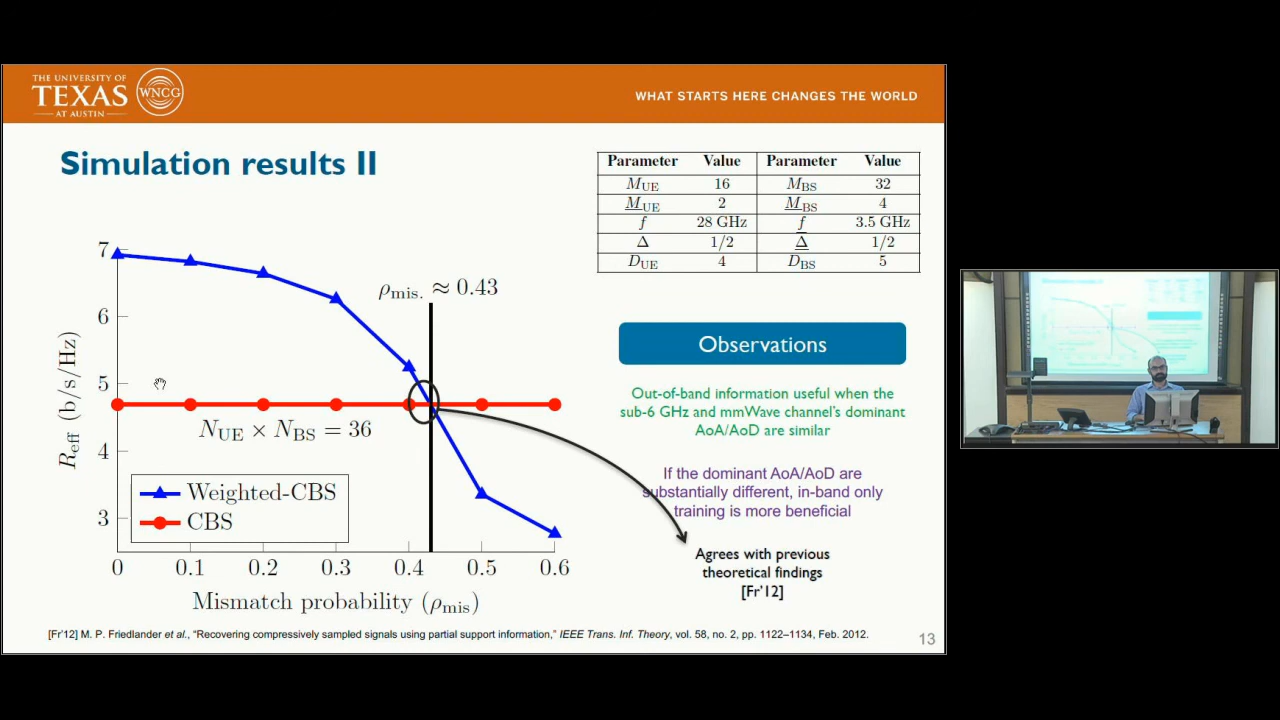 THE UNIVERSITY OF
TEXAS
AT AUSTIN
WNCG
WHAT STARTS HERE CHANGES THE WORLD
Simulation results II
Parameter Value Parameter Value
M_UE 16 M_BS 32
M_UE 2 M_BS 4
f 28 GHz f 3.5 GHz
Δ 1/2 Δ 1/2
D_UE 4 D_BS 5
7
6
5
4
3
R_eff (b/s/Hz)
ρ_mis. ≈ 0.43
N_UE × N_BS = 36
Weighted-CBS
CBS
0 0.1 0.2 0.3 0.4 0.5 0.6
Mismatch probability (ρ_mis)
Observations
Out-of-band information useful when the
sub-6 GHz and mmWave channel's dominant
AoA/AoD are similar
If the dominant AoA/AoD are
substantially different, in-band only
training is more beneficial
Agrees with previous
theoretical findings
[Fr'12]
[Fr'12] M. P. Friedlander et al., "Recovering compressively sampled signals using partial support information," IEEE Trans. Inf. Theory, vol. 58, no. 2, pp. 1122–1134, Feb. 2012.
13